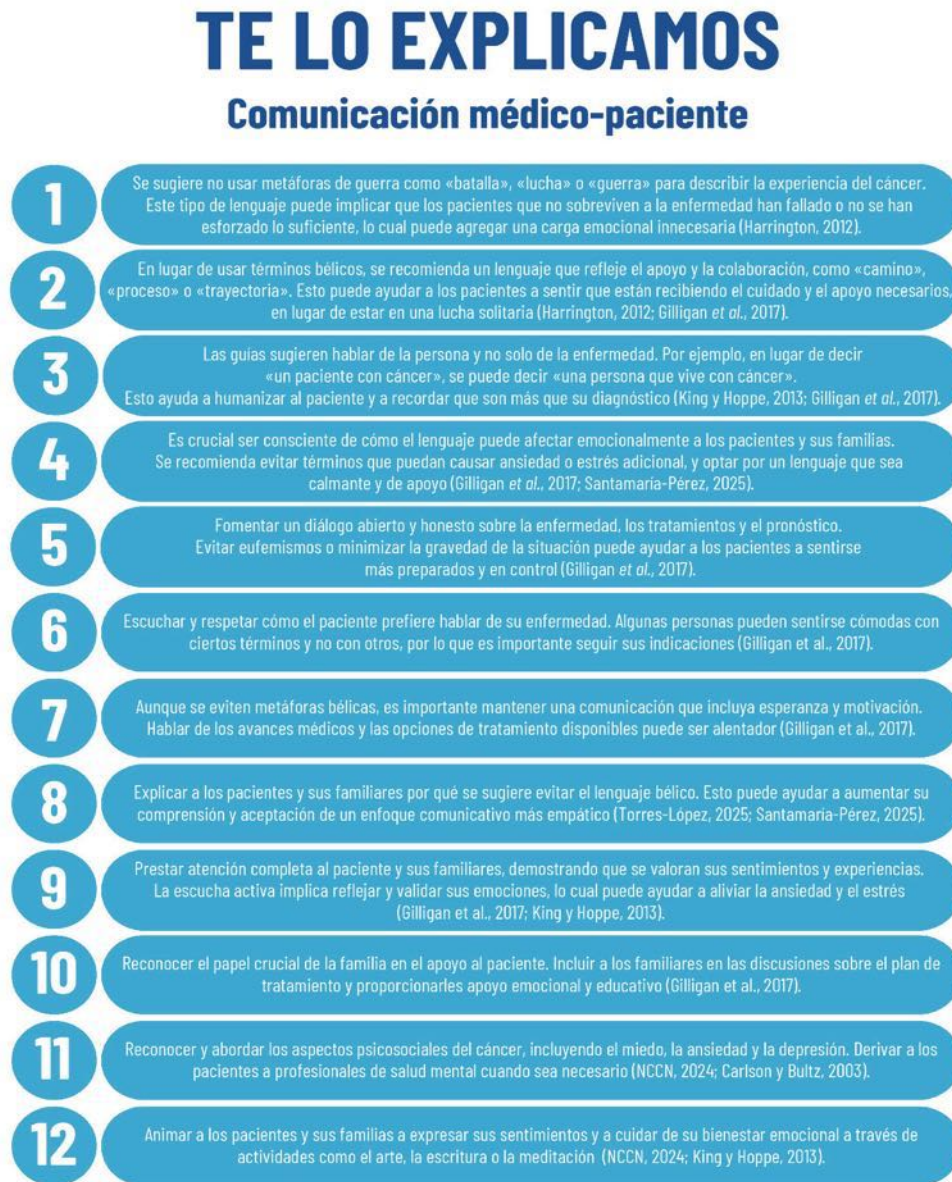 TE LO EXPLICAMOS
Comunicación médico-paciente
1
Se sugiere no usar metáforas de guerra como «batalla», «lucha» o «guerra» para describir la experiencia del cáncer.
Este tipo de lenguaje puede implicar que los pacientes que no sobreviven a la enfermedad han fallado o no se han
esforzado lo suficiente, lo cual puede agregar una carga emocional innecesaria (Harrington, 2012).
2
En lugar de usar términos bélicos, se recomienda un lenguaje que refleje el apoyo y la colaboración, como «camino»,
«proceso» o «trayectoria». Esto puede ayudar a los pacientes a sentir que están recibiendo el cuidado y el apoyo necesarios,
en lugar de estar en una lucha solitaria (Harrington, 2012; Gilligan et al., 2017).
3
Las guías sugieren hablar de la persona y no solo de la enfermedad. Por ejemplo, en lugar de decir
«un paciente con cáncer», se puede decir «una persona que vive con cáncer».
Esto ayuda a humanizar al paciente y a recordar que son más que su diagnóstico (King y Hoppe, 2013; Gilligan et al., 2017).
4
Es crucial ser consciente de cómo el lenguaje puede afectar emocionalmente a los pacientes y sus familias.
Se recomienda evitar términos que puedan causar ansiedad o estrés adicional, y optar por un lenguaje que sea
calmante y de apoyo (Gilligan et al., 2017; Santamaría-Pérez, 2025).
5
Fomentar un diálogo abierto y honesto sobre la enfermedad, los tratamientos y el pronóstico.
Evitar eufemismos o minimizar la gravedad de la situación puede ayudar a los pacientes a sentirse
más preparados y en control (Gilligan et al., 2017).
6
Escuchar y respetar cómo el paciente prefiere hablar de su enfermedad. Algunas personas pueden sentirse cómodas con
ciertos términos y no con otros, por lo que es importante seguir sus indicaciones (Gilligan et al., 2017).
7
Aunque se eviten metáforas bélicas, es importante mantener una comunicación que incluya esperanza y motivación.
Hablar de los avances médicos y las opciones de tratamiento disponibles puede ser alentador (Gilligan et al., 2017).
8
Explicar a los pacientes y sus familiares por qué se sugiere evitar el lenguaje bélico. Esto puede ayudar a aumentar su
comprensión y aceptación de un enfoque comunicativo más empático (Torres-López, 2025; Santamaría-Pérez, 2025).
9
Prestar atención completa al paciente y sus familiares, demostrando que se valoran sus sentimientos y experiencias.
La escucha activa implica reflejar y validar sus emociones, lo cual puede ayudar a aliviar la ansiedad y el estrés
(Gilligan et al., 2017; King y Hoppe, 2013).
10
Reconocer el papel crucial de la familia en el apoyo al paciente. Incluir a los familiares en las discusiones sobre el plan de
tratamiento y proporcionarles apoyo emocional y educativo (Gilligan et al., 2017).
11
Reconocer y abordar los aspectos psicosociales del cáncer, incluyendo el miedo, la ansiedad y la depresión. Derivar a los
pacientes a profesionales de salud mental cuando sea necesario (NCCN, 2024; Carlson y Bultz, 2003).
12
Animar a los pacientes y sus familias a expresar sus sentimientos y a cuidar de su bienestar emocional a través de
actividades como el arte, la escritura o la meditación (NCCN, 2024; King y Hoppe, 2013).